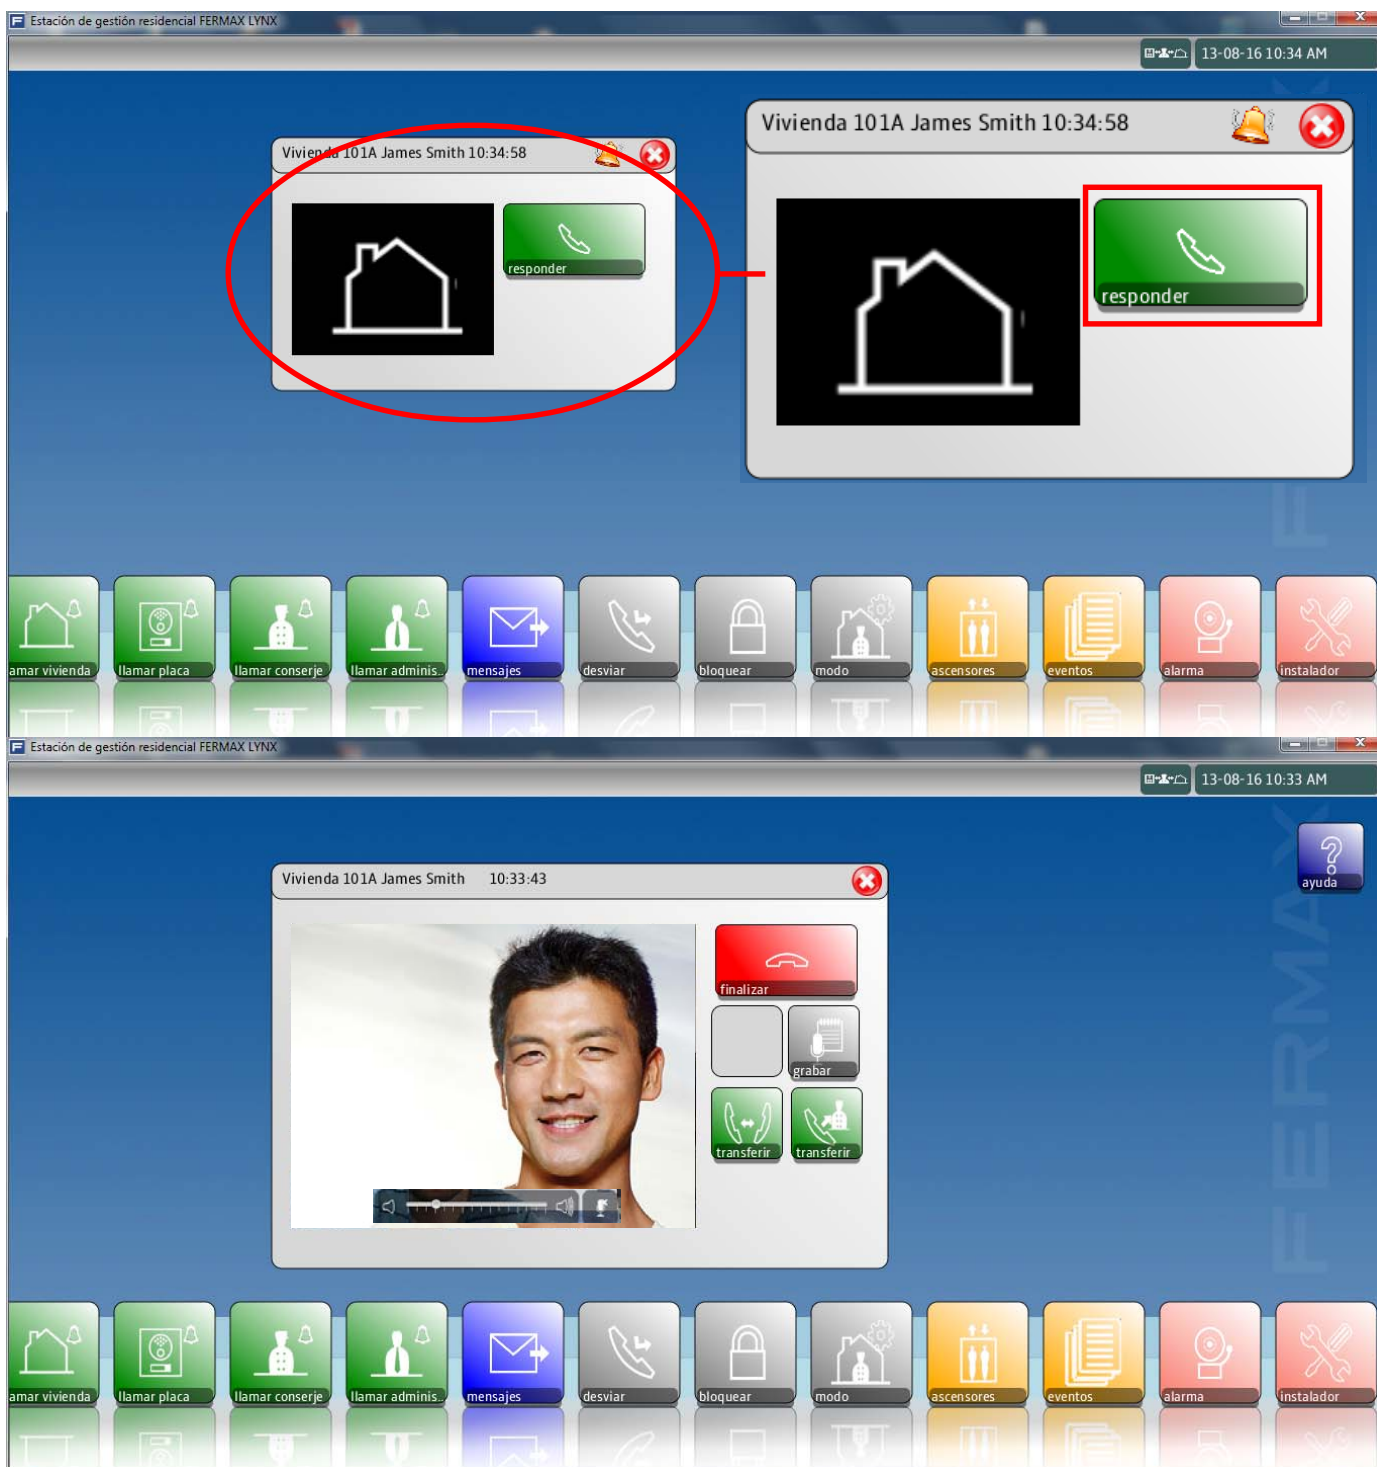 Estación de gestión residencial FERMAX LYNX
13-08-16 10:34 AM
Vivienda 101A James Smith 10:34:58
responder
Vivienda 101A James Smith 10:34:58
responder
amar vivienda
llamar placa
llamar conserje
llamar adminis..
mensajes
desviar
bloquear
modo
ascensores
eventos
alarma
instalador
Estación de gestión residencial FERMAX LYNX
13-08-16 10:33 AM
ayuda
Vivienda 101A James Smith 10:33:43
finalizar
grabar
transferir
transferir
FERMAX
amar vivienda
llamar placa
llamar conserje
llamar adminis..
mensajes
desviar
bloquear
modo
ascensores
eventos
alarma
instalador